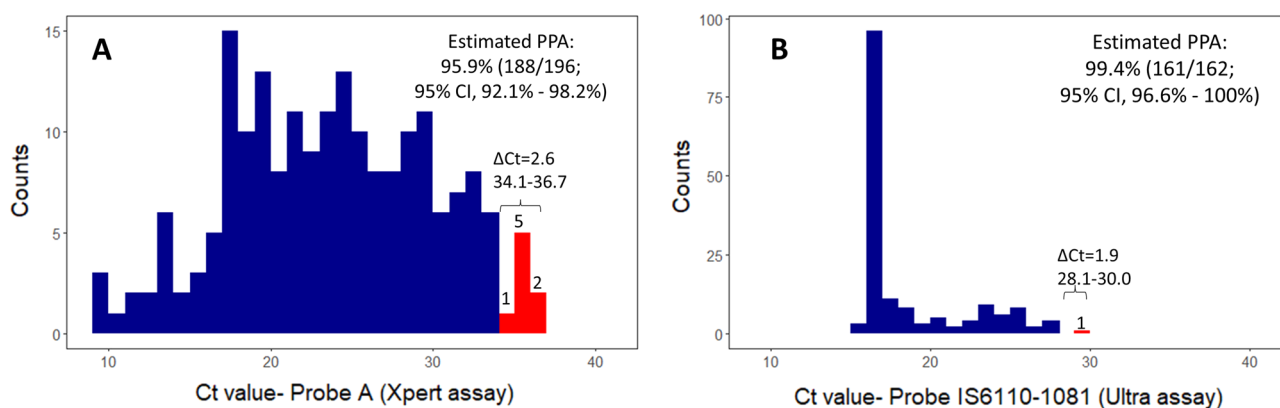 A
Estimated PPA:
95.9% (188/196;
95% CI, 92.1% - 98.2%)
ΔCt=2.6
34.1-36.7
1
5
2
15
10
5
0
10
20
30
40
Counts
Ct value- Probe A (Xpert assay)
B
Estimated PPA:
99.4% (161/162;
95% CI, 96.6% - 100%)
ΔCt=1.9
28.1-30.0
1
100
75
50
25
0
10
20
30
40
Counts
Ct value- Probe IS6110-1081 (Ultra assay)